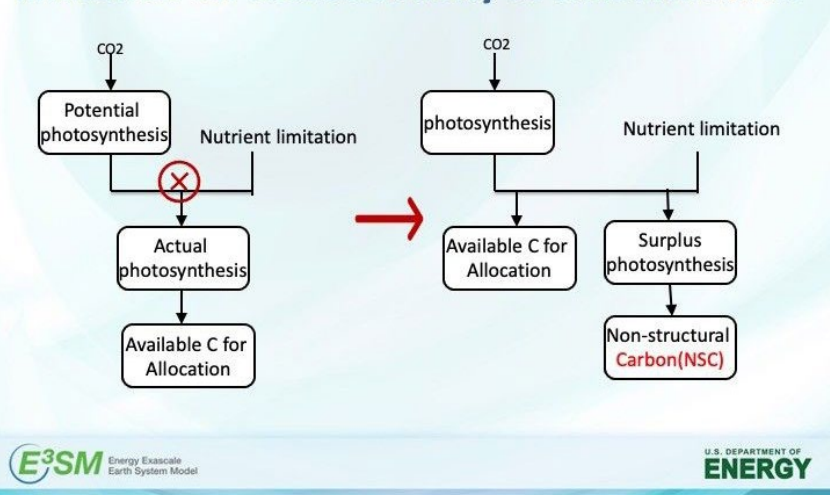 CO2
Potential
photosynthesis
Nutrient limitation
Actual
photosynthesis
Available C for
Allocation
CO2
photosynthesis
Nutrient limitation
Available C for
Allocation
Surplus
photosynthesis
Non-structural
Carbon(NSC)
E³SM Energy Exascale
Earth System Model
U.S. DEPARTMENT OF
ENERGY